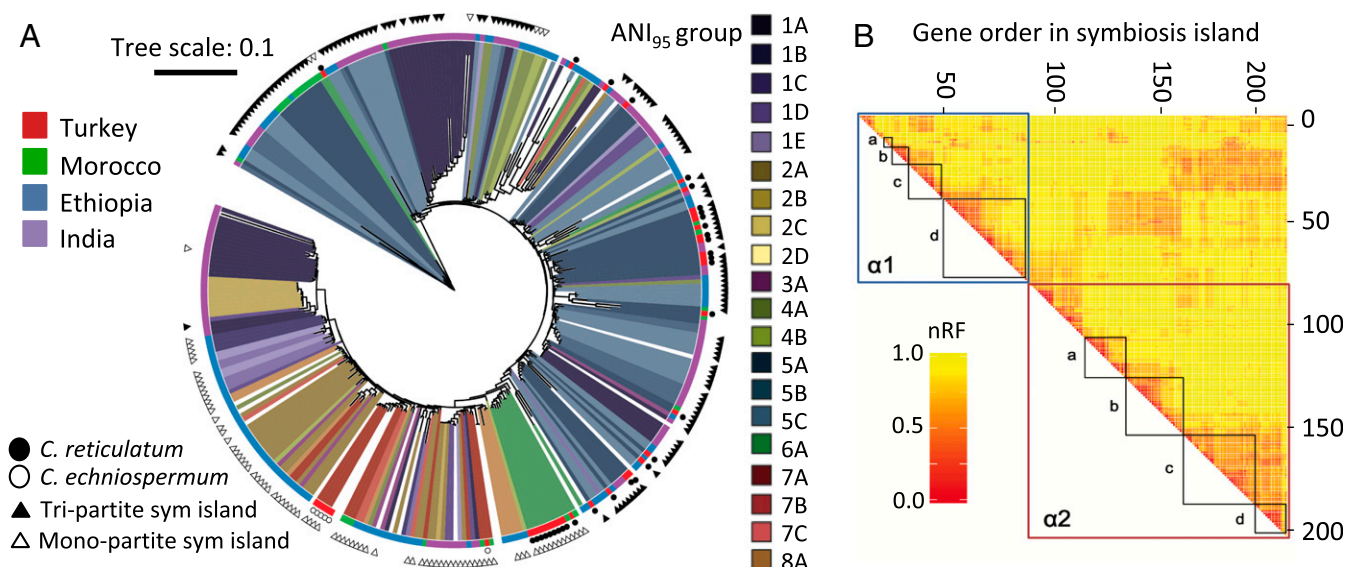 A
Tree scale: 0.1
ANI95 group
Turkey
Morocco
Ethiopia
India
C. reticulatum
C. echniospermum
Tri-partite sym island
Mono-partite sym island
1A
1B
1C
1D
1E
2A
2B
2C
2D
3A
4A
4B
5A
5B
5C
6A
7A
7B
7C
8A
B
Gene order in symbiosis island
50
100
150
200
0
50
100
150
200
a
b
c
d
α1
a
b
c
d
α2
nRF
1.0
0.5
0.0